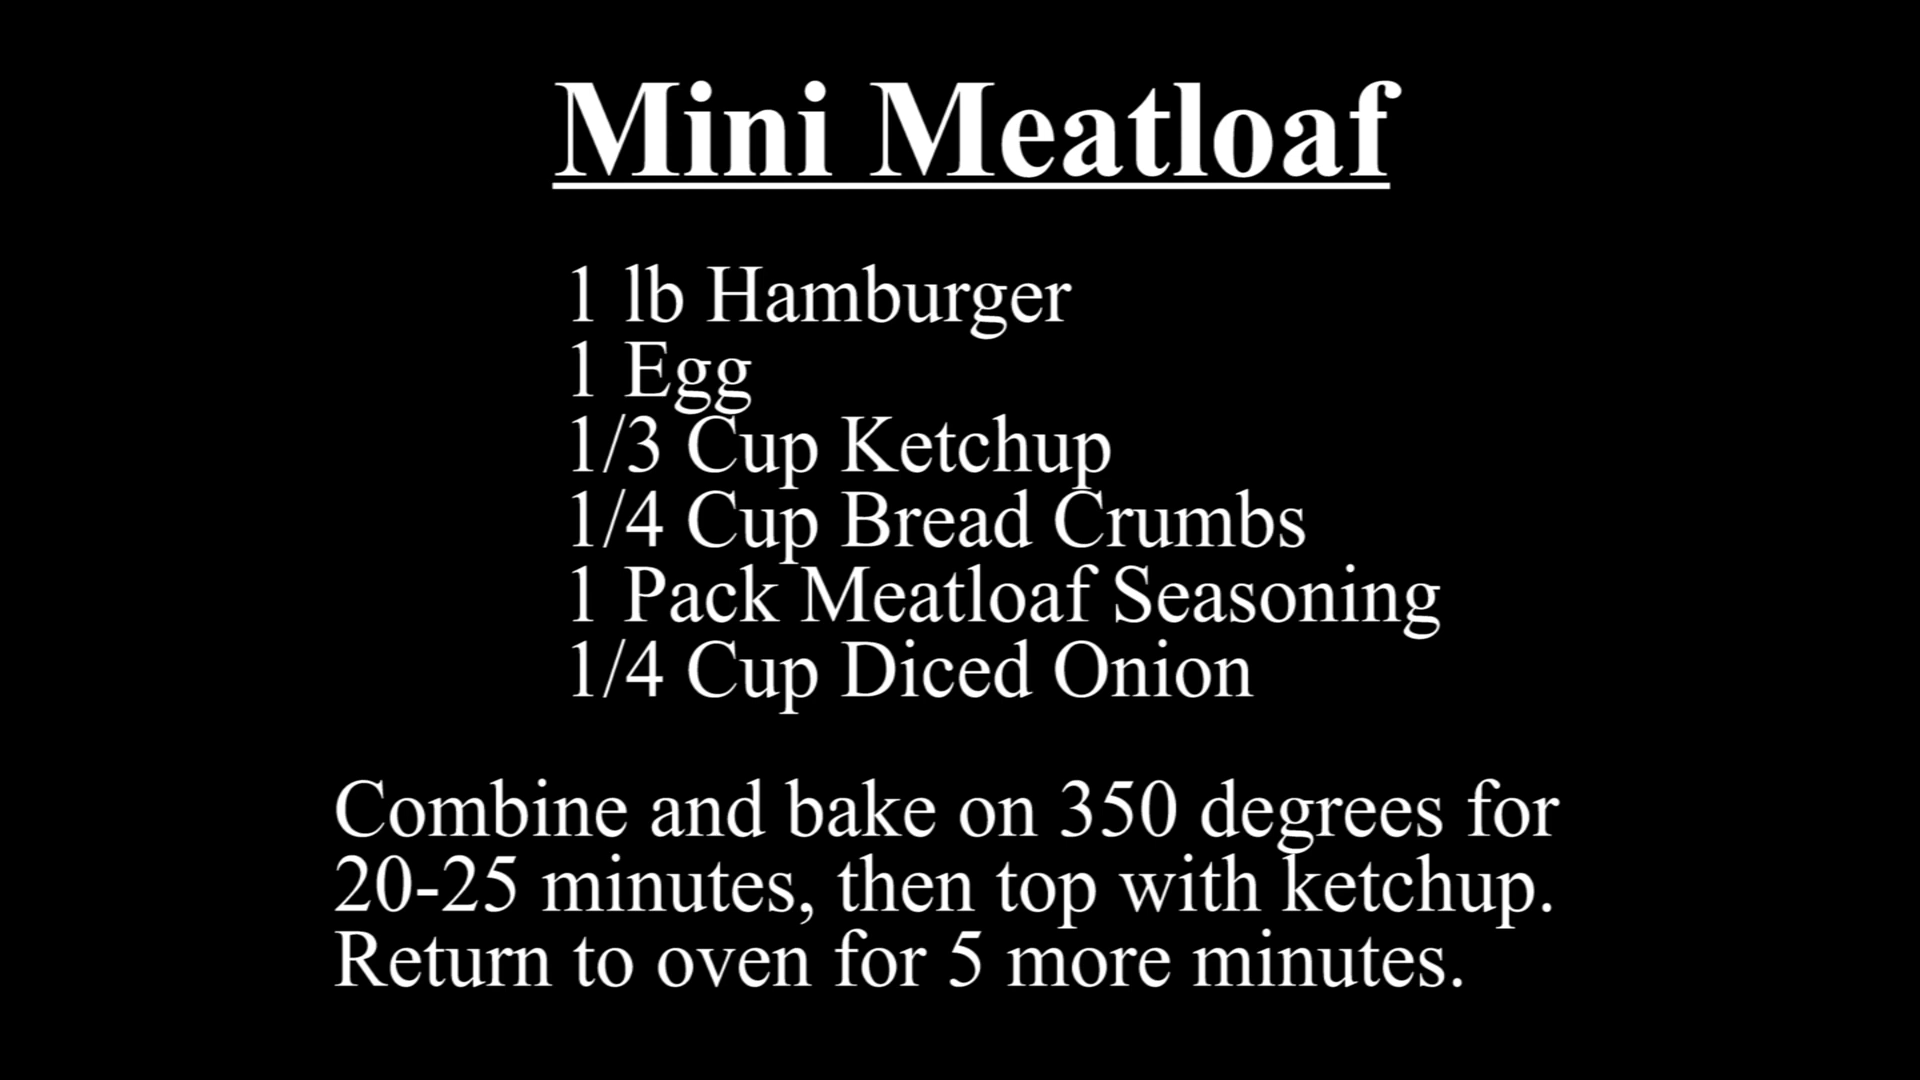 Mini Meatloaf
1 lb Hamburger
1 Egg
1/3 Cup Ketchup
1/4 Cup Bread Crumbs
1 Pack Meatloaf Seasoning
1/4 Cup Diced Onion
Combine and bake on 350 degrees for
20-25 minutes, then top with ketchup.
Return to oven for 5 more minutes.